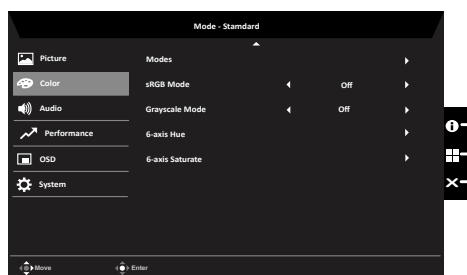 Mode - Stamdard
Picture
Modes
Color
sRGB Mode Off
Audio
Grayscale Mode Off
Performance
6-axis Hue
OSD
6-axis Saturate
System
Move Enter